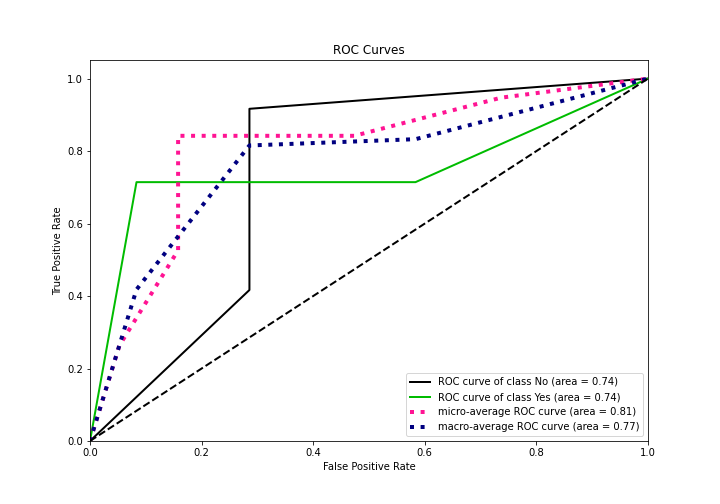 ROC Curves
1.0
0.8
0.6
0.4
0.2
0.0
True Positive Rate
0.0 0.2 0.4 0.6 0.8 1.0
False Positive Rate
ROC curve of class No (area = 0.74)
ROC curve of class Yes (area = 0.74)
micro-average ROC curve (area = 0.81)
macro-average ROC curve (area = 0.77)